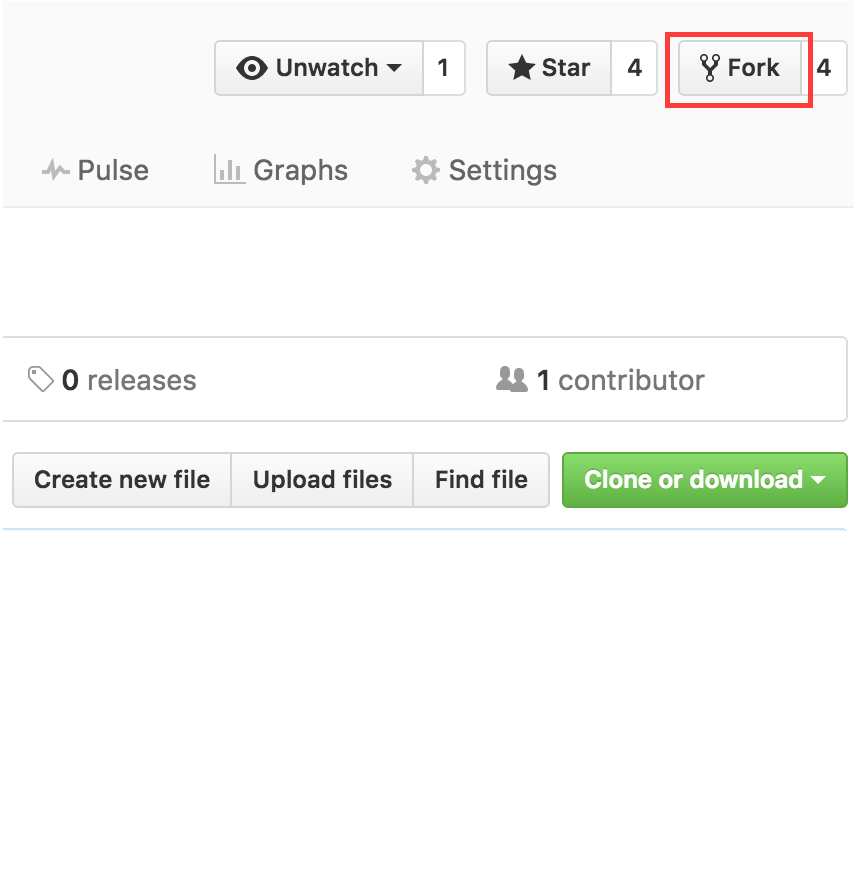 Unwatch 1 Star 4 Fork 4
Pulse Graphs Settings
0 releases 1 contributor
Create new file Upload files Find file Clone or download